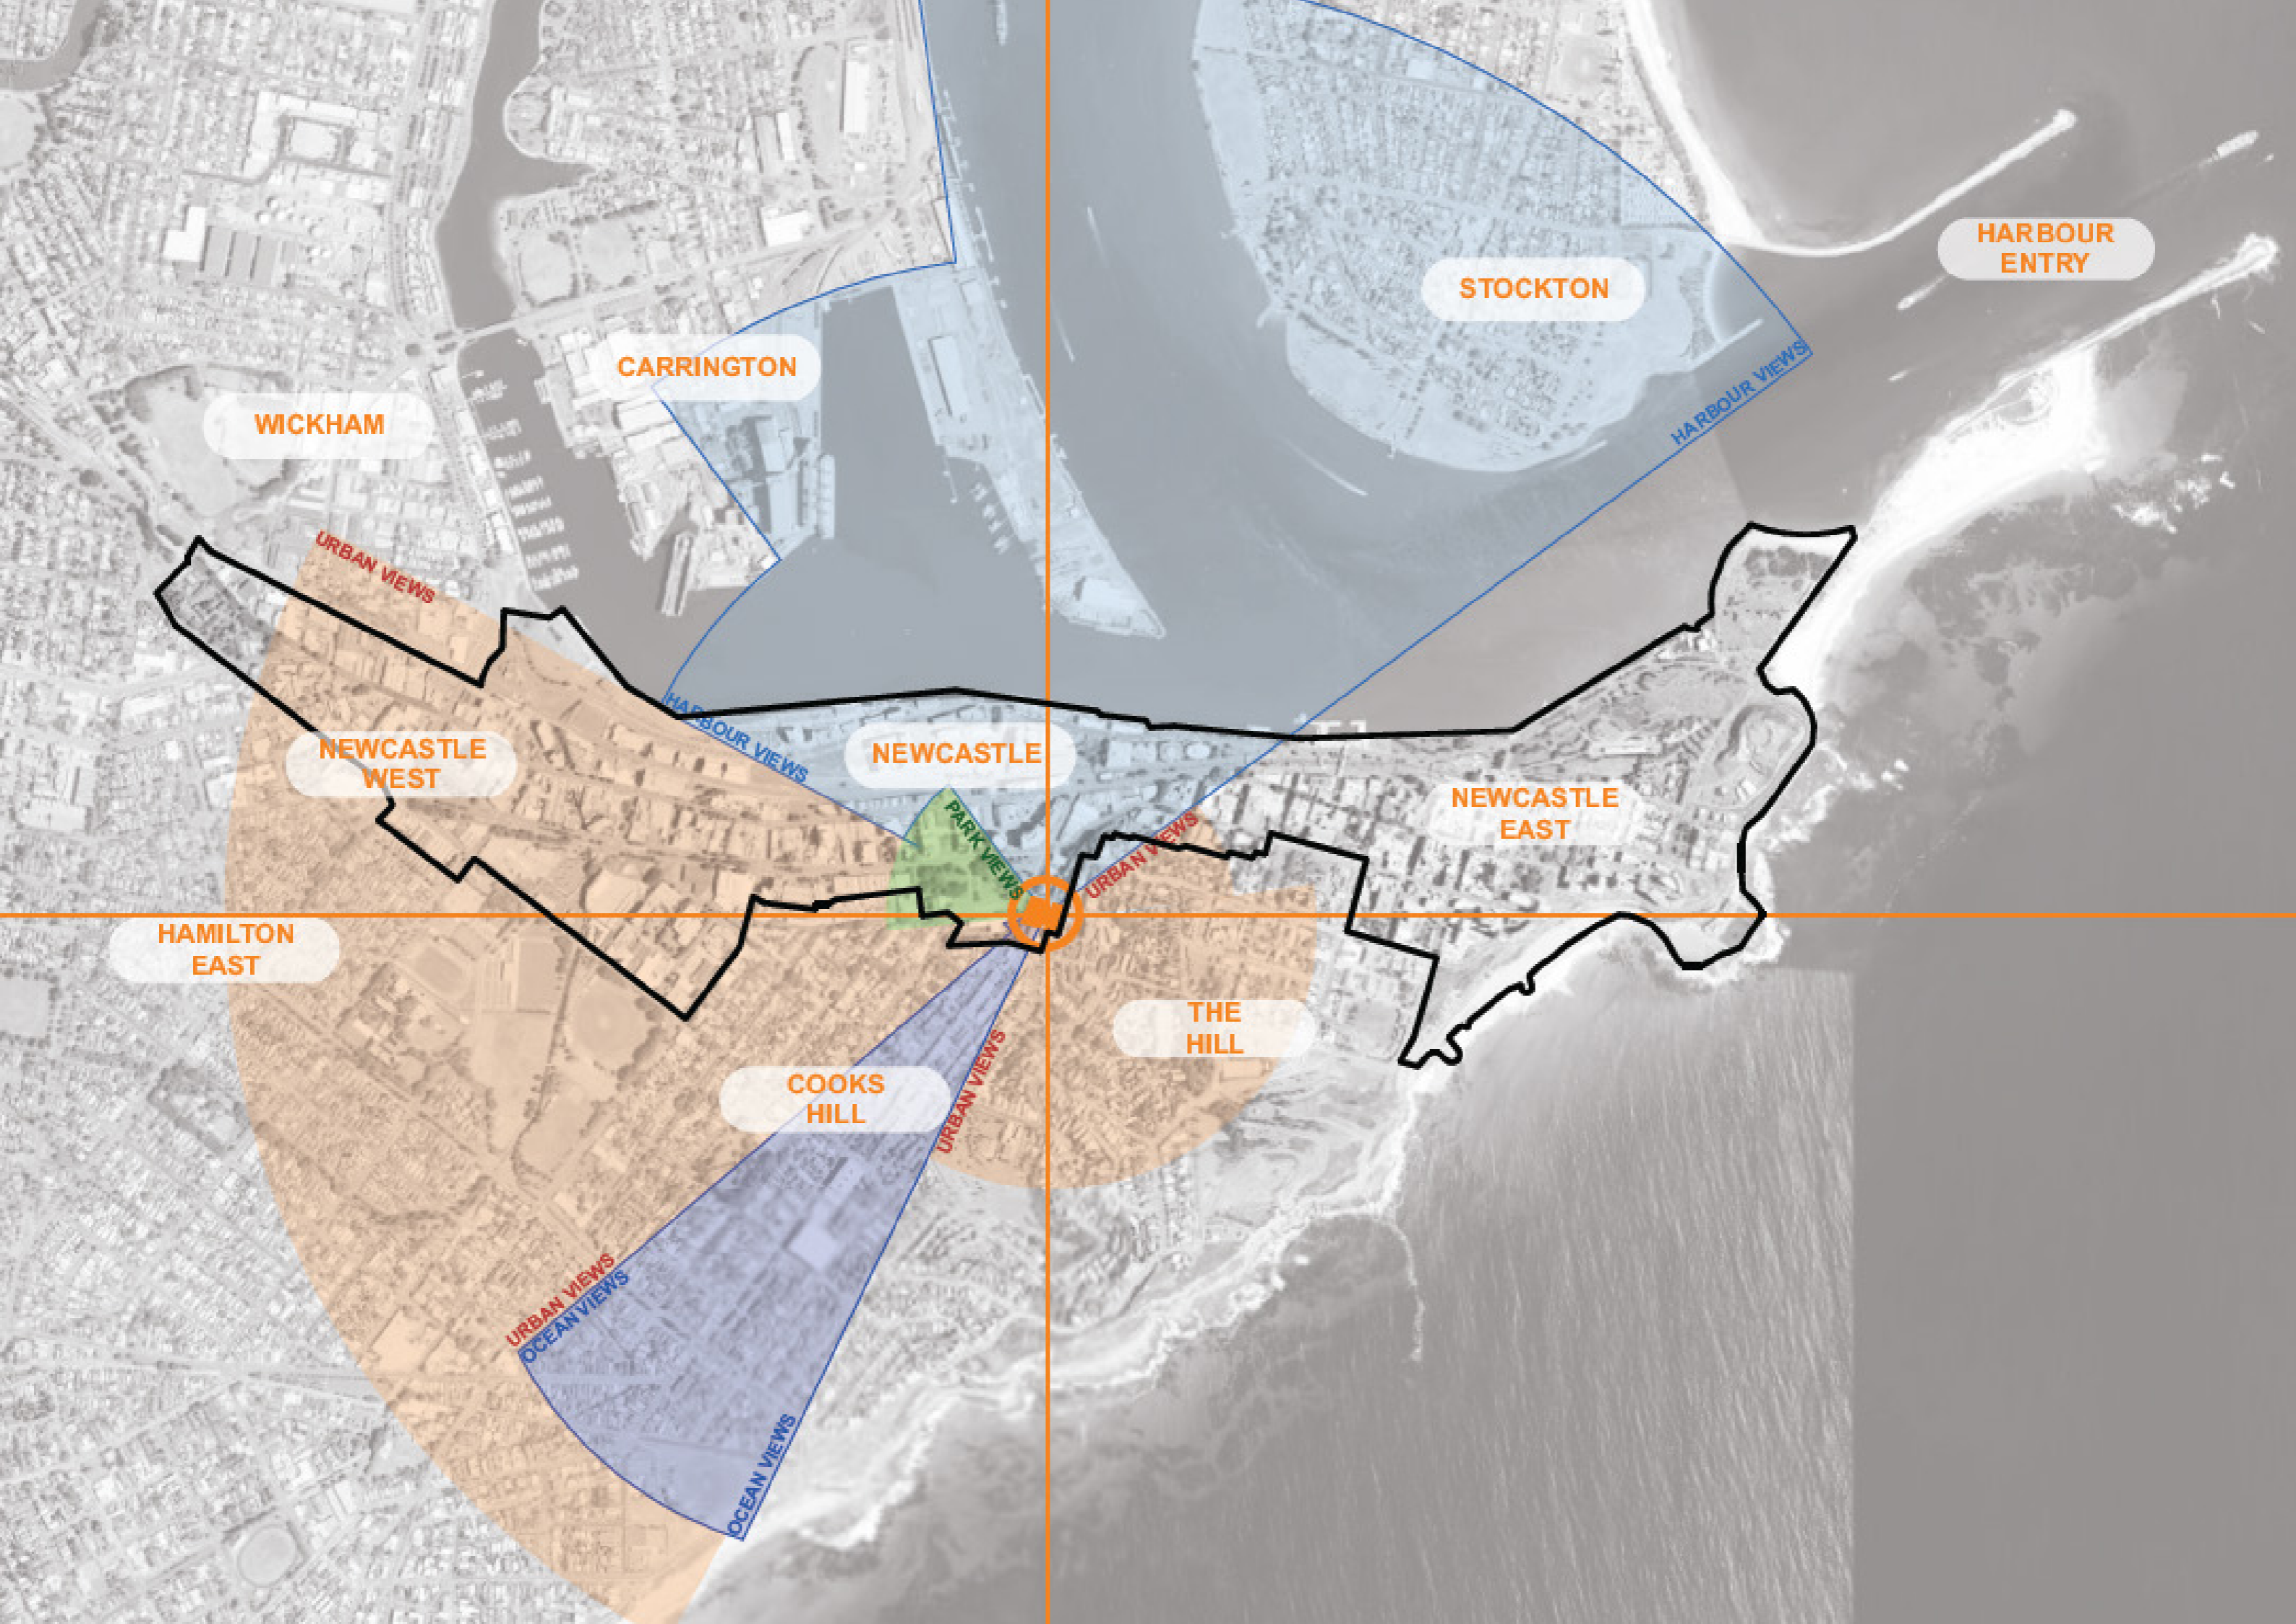 HARBOUR
ENTRY
STOCKTON
CARRINGTON
HARBOUR VIEWS
WICKHAM
URBAN VIEWS
HARBOUR VIEWS
NEWCASTLE
WEST
NEWCASTLE
NEWCASTLE
EAST
PARK VIEWS
URBAN VIEWS
HAMILTON
EAST
THE
HILL
COOKS
HILL
URBAN VIEWS
URBAN VIEWS
OCEAN VIEWS
OCEAN VIEWS